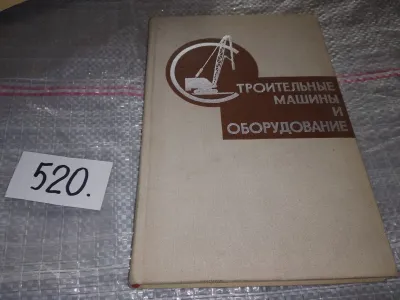 СТРОИТЕЛЬНЫЕ
МАШИНЫ
И
ОБОРУДОВАНИЕ
520.